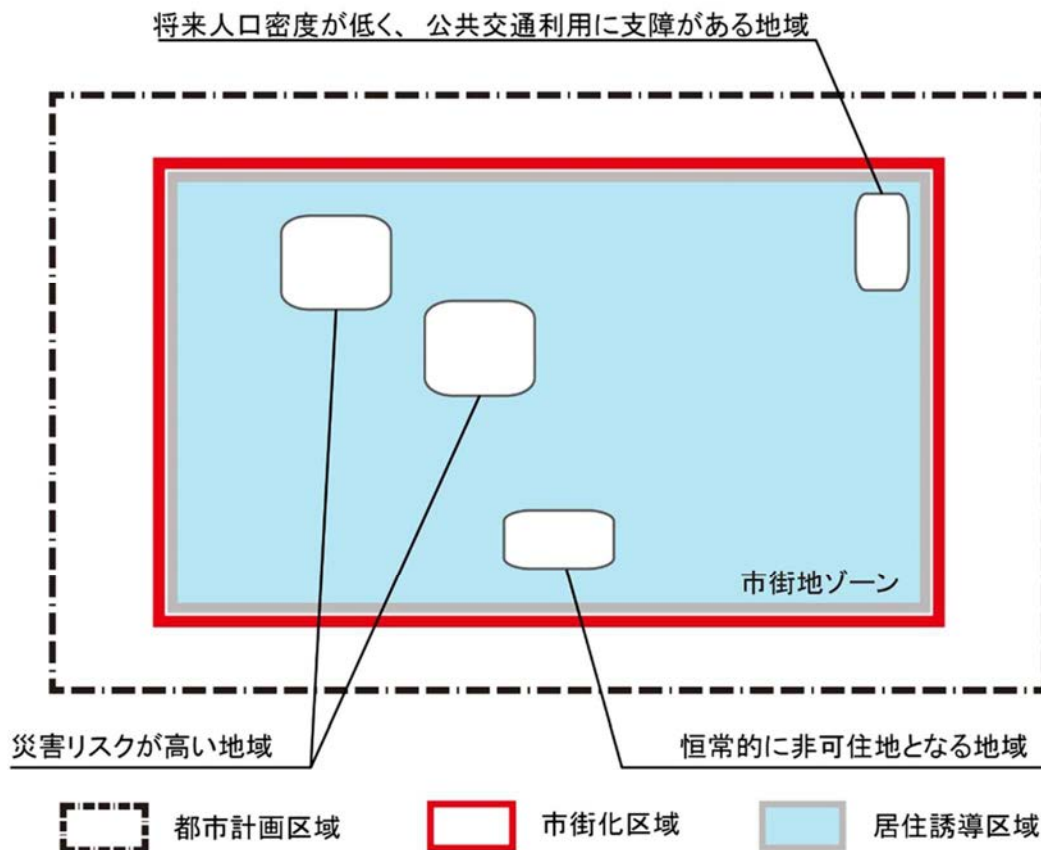 将来人口密度が低く、公共交通利用に支障がある地域
市街地ゾーン
災害リスクが高い地域
恒常的に非可住地となる地域
都市計画区域
市街化区域
居住誘導区域